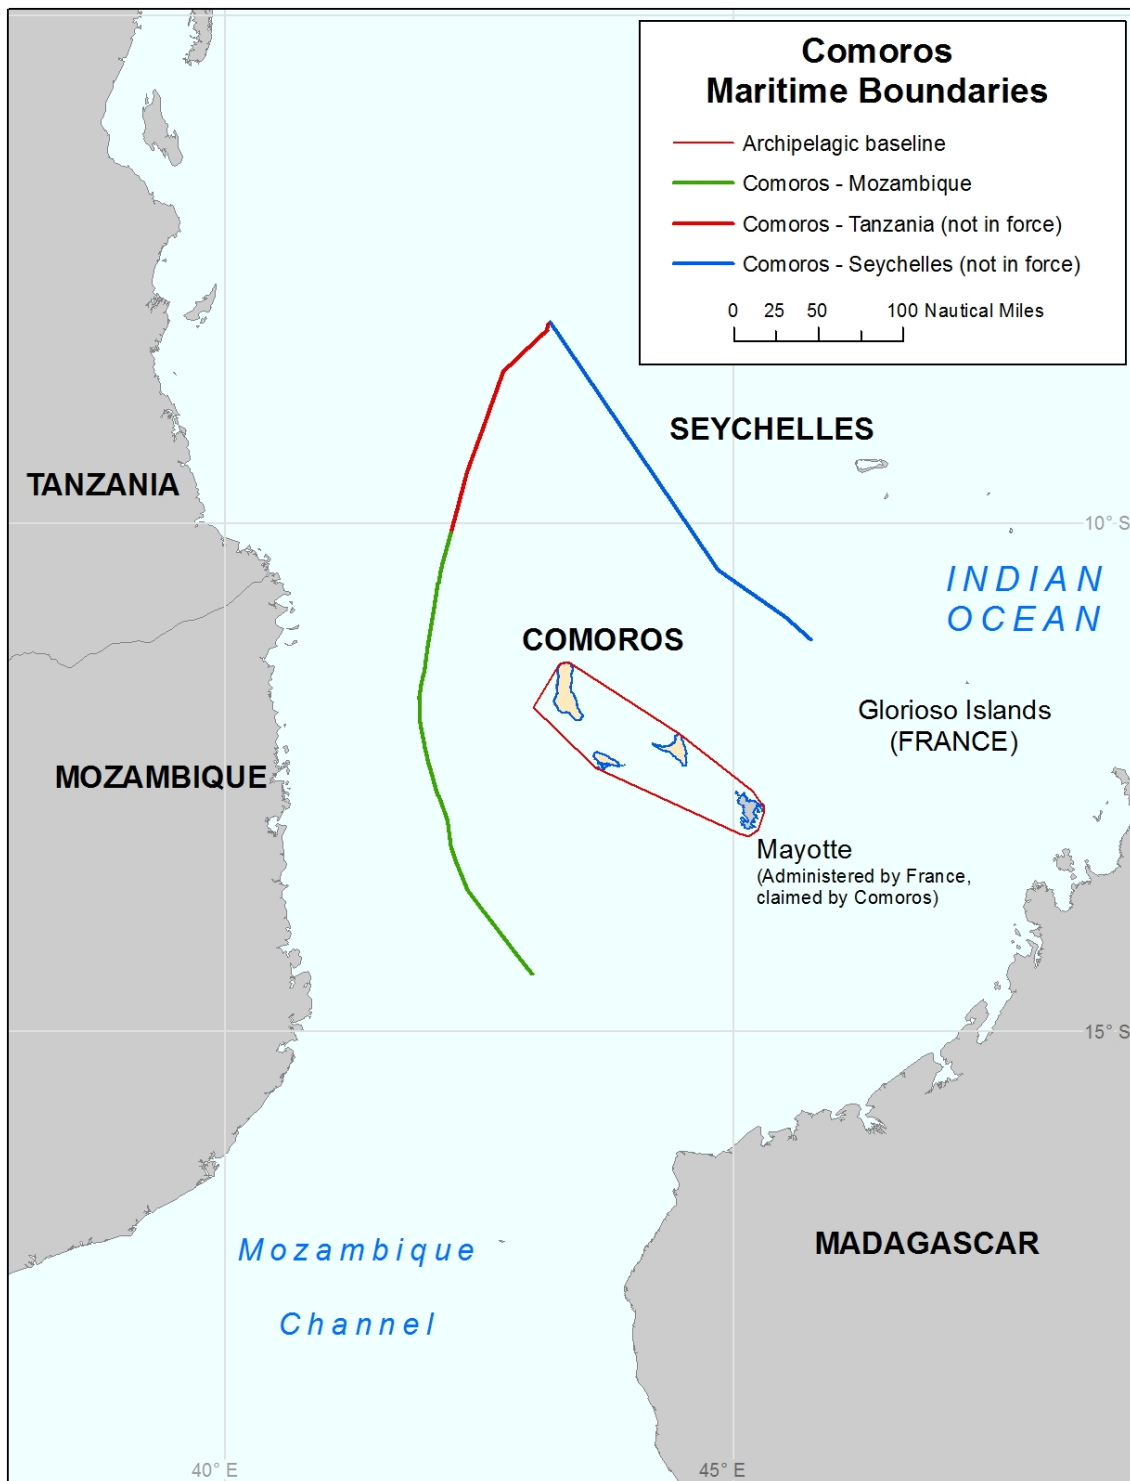 Comoros
Maritime Boundaries
Archipelagic baseline
Comoros - Mozambique
Comoros - Tanzania (not in force)
Comoros - Seychelles (not in force)
0 25 50 100 Nautical Miles
SEYCHELLES
TANZANIA
10° S
INDIAN
OCEAN
COMOROS
Glorioso Islands
(FRANCE)
MOZAMBIQUE
Mayotte
(Administered by France,
claimed by Comoros)
15° S
MADAGASCAR
Mozambique
Channel
40° E 45° E